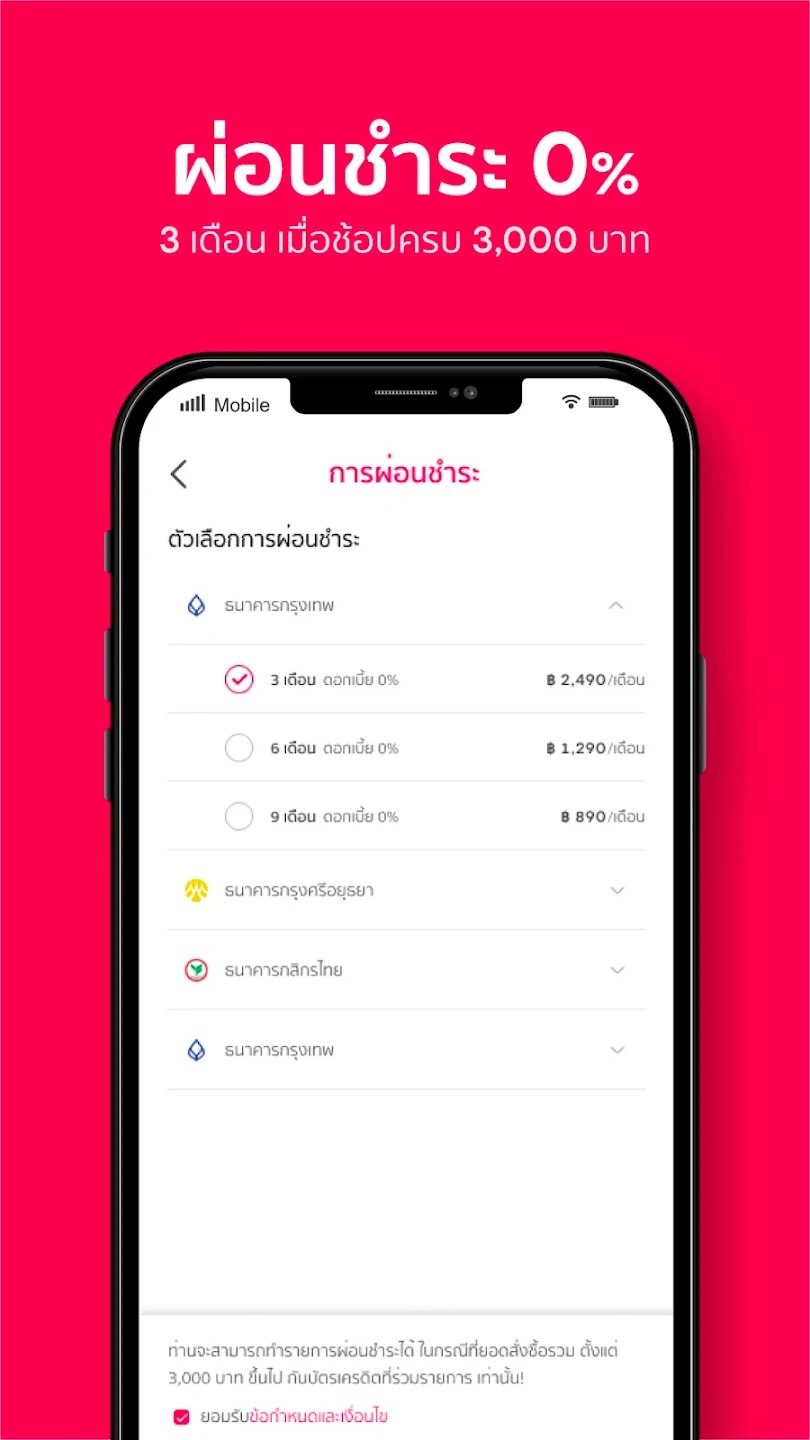 ผ่อนชำระ 0%
3 เดือน เมื่อช้อปครบ 3,000 บาท
Mobile
การผ่อนชำระ
ตัวเลือกการผ่อนชำระ
ธนาคารกรุงเทพ
3 เดือน ดอกเบี้ย 0% ฿ 2,490/เดือน
6 เดือน ดอกเบี้ย 0% ฿ 1,290/เดือน
9 เดือน ดอกเบี้ย 0% ฿ 890/เดือน
ธนาคารกรุงศรีอยุธยา
ธนาคารกสิกรไทย
ธนาคารกรุงเทพ
ท่านจะสามารถทำรายการผ่อนชำระได้ ในกรณีที่ยอดสั่งซื้อรวม ตั้งแต่
3,000 บาท ขึ้นไป กับบัตรเครดิตที่ร่วมรายการ เท่านั้น!
ยอมรับข้อกำหนดและเงื่อนไข